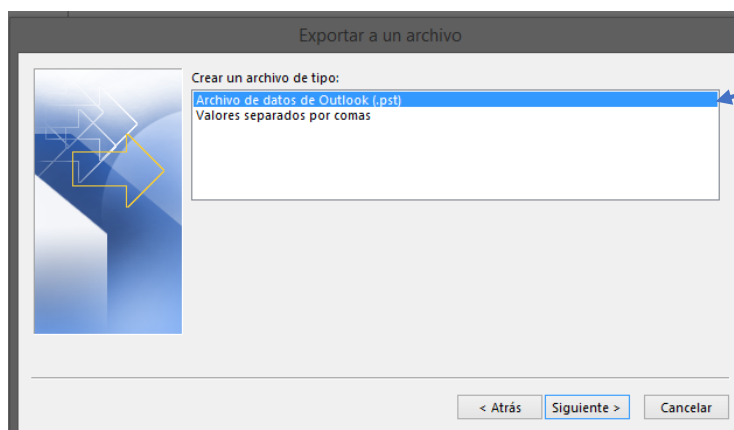 Exportar a un archivo
Crear un archivo de tipo:
Archivo de datos de Outlook (.pst)
Valores separados por comas
< Atrás Siguiente > Cancelar